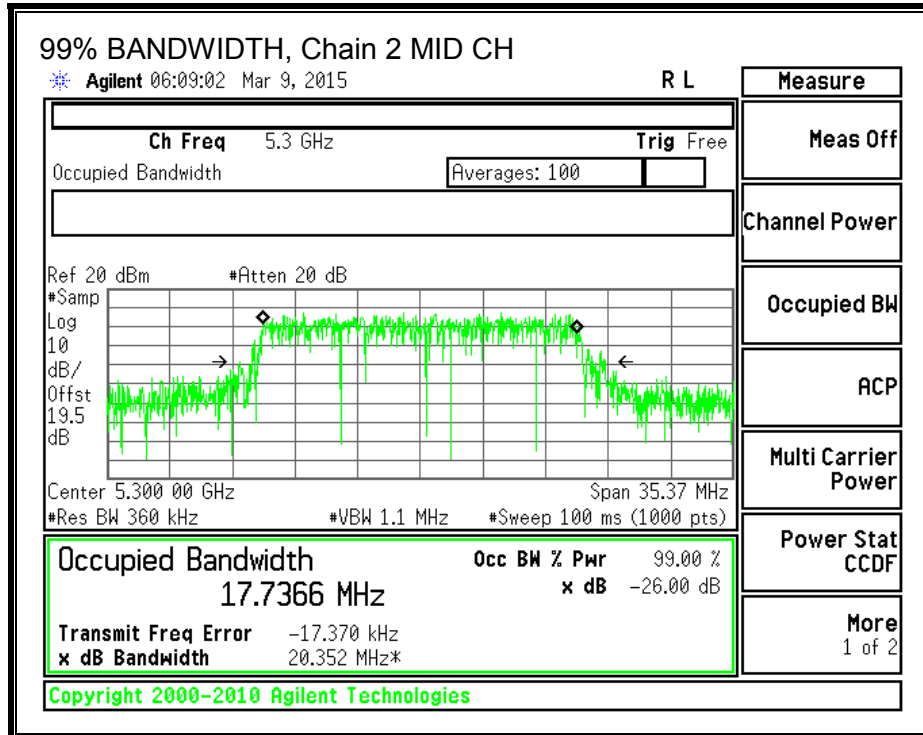 99% BANDWIDTH, Chain 2 MID CH
Agilent 06:09:02 Mar 9, 2015 R L
Measure
Ch Freq 5.3 GHz Trig Free
Occupied Bandwidth Averages: 100
Meas Off
Channel Power
Occupied BW
ACP
Multi Carrier
Power
Power Stat
CCDF
More
1 of 2
Ref 20 dBm #Atten 20 dB
#Samp
Log
10
dB/
Offst
19.5
dB
Center 5.300 00 GHz Span 35.37 MHz
#Res BW 360 kHz #VBW 1.1 MHz #Sweep 100 ms (1000 pts)
Occupied Bandwidth Occ BW % Pwr 99.00 %
17.7366 MHz x dB -26.00 dB
Transmit Freq Error -17.370 kHz
x dB Bandwidth 20.352 MHz*
Copyright 2000-2010 Agilent Technologies